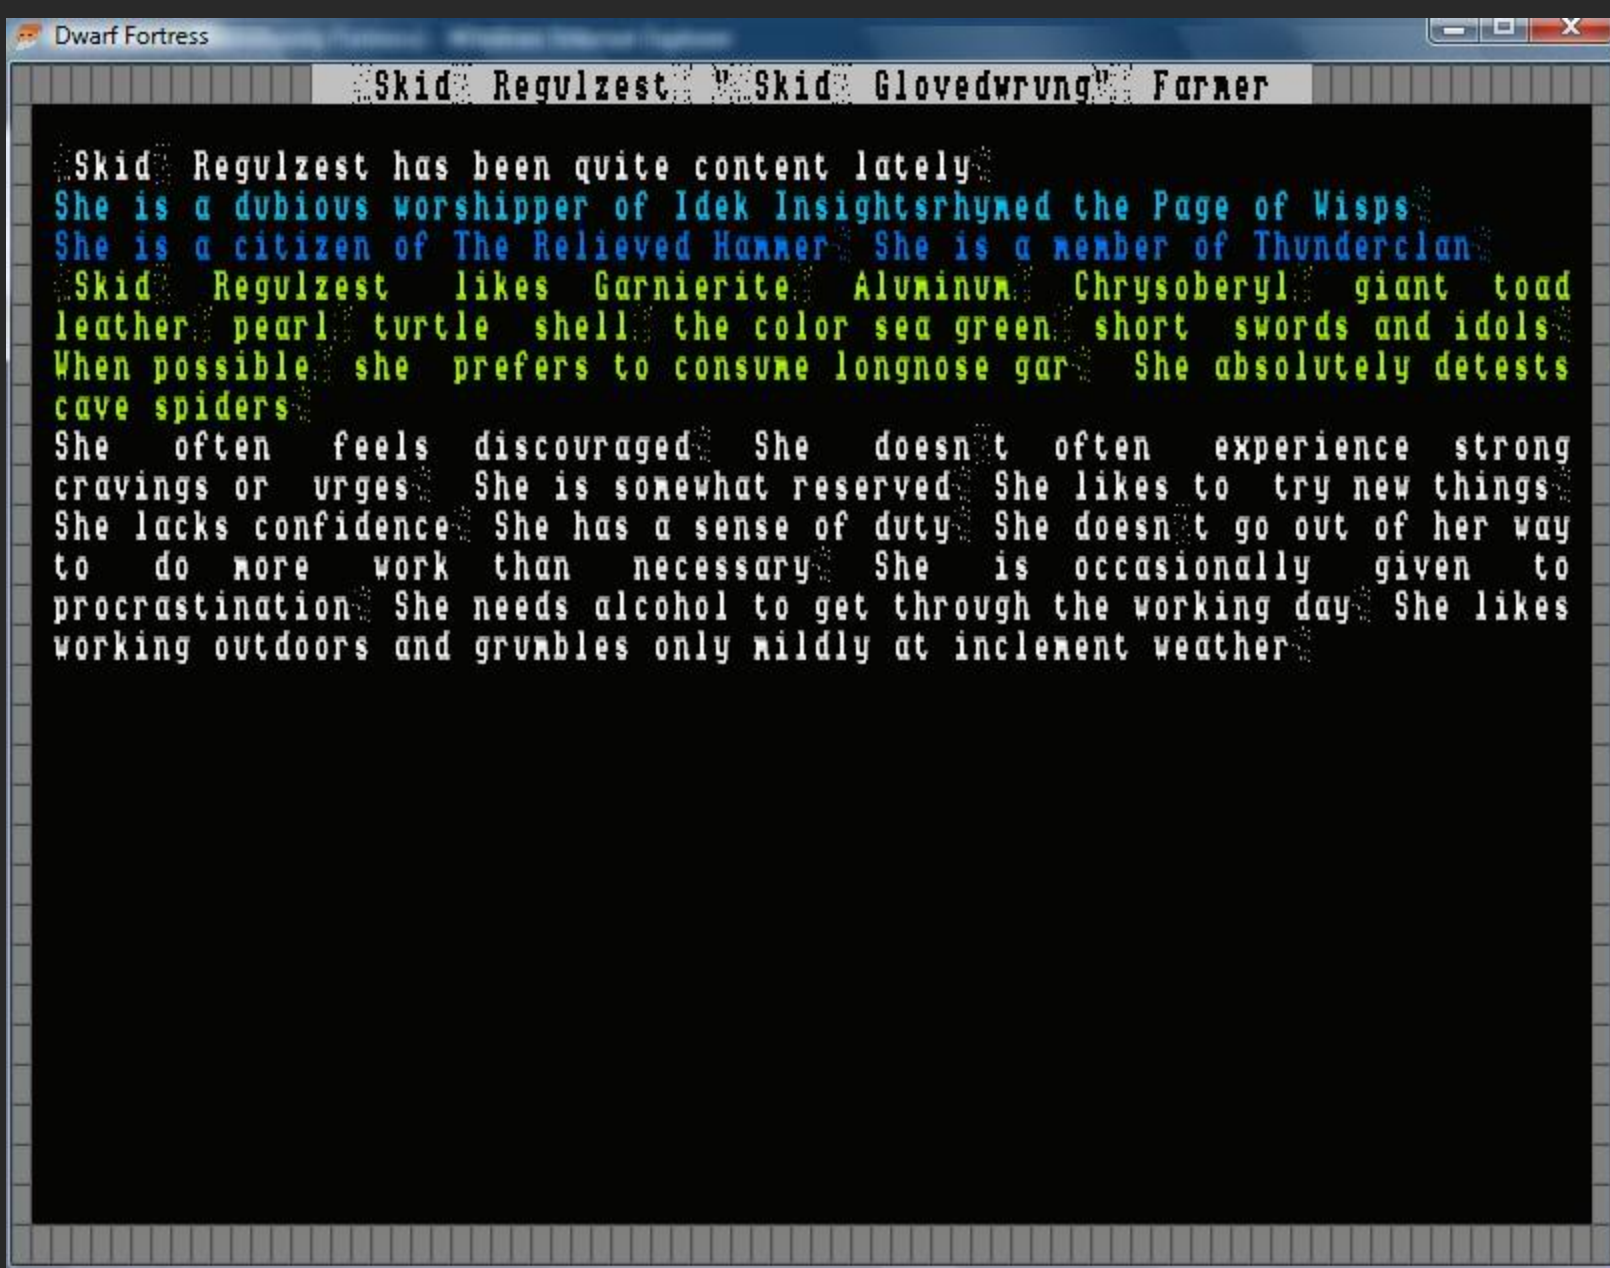 Dwarf Fortress
Skid Regulzest "Skid Glovedwrung" Farmer
Skid Regulzest has been quite content lately.
She is a dubious worshipper of Idek Insightsrhymed the Page of Wisps.
She is a citizen of The Relieved Hammer. She is a member of Thunderclan.
Skid Regulzest likes Garnierite, Aluminum, Chrysoberyl, giant toad
leather, pearl, turtle shell, the color sea green, short swords and idols.
When possible, she prefers to consume longnose gar. She absolutely detests
cave spiders.
She often feels discouraged. She doesn't often experience strong
cravings or urges. She is somewhat reserved. She likes to try new things.
She lacks confidence. She has a sense of duty. She doesn't go out of her way
to do more work than necessary. She is occasionally given to
procrastination. She needs alcohol to get through the working day. She likes
working outdoors and grumbles only mildly at inclement weather.